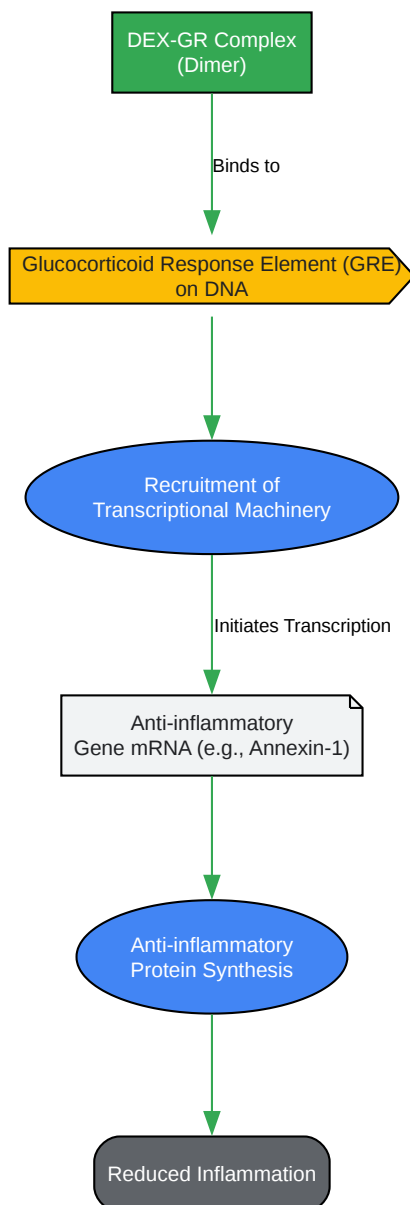 DEX-GR Complex
(Dimer)
Binds to
Glucocorticoid Response Element (GRE)
on DNA
Recruitment of
Transcriptional Machinery
Initiates Transcription
Anti-inflammatory
Gene mRNA (e.g., Annexin-1)
Anti-inflammatory
Protein Synthesis
Reduced Inflammation